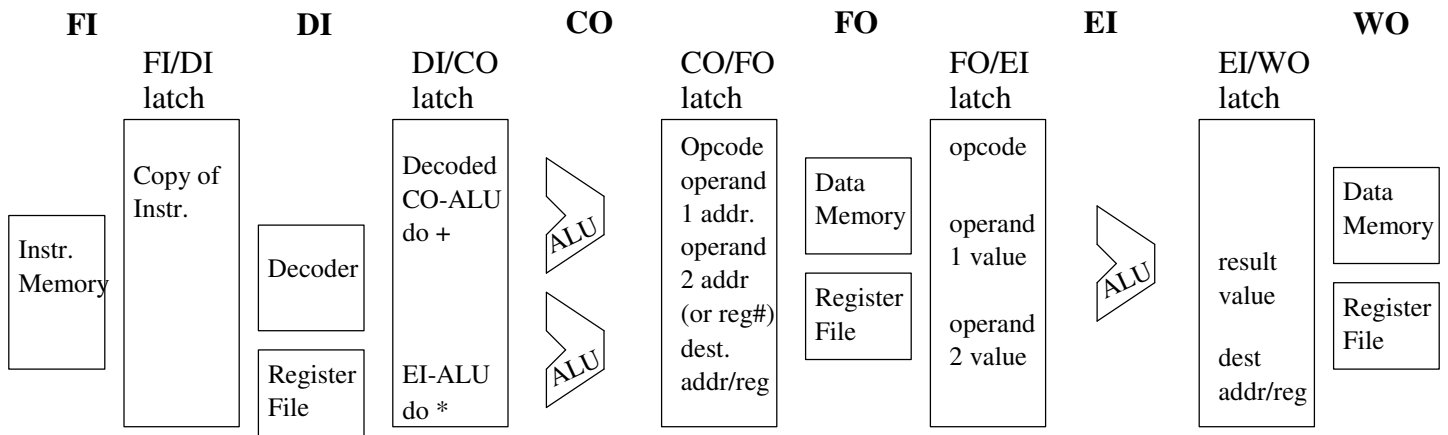 FI
DI
CO
FO
EI
WO
FI/DI
latch
DI/CO
latch
CO/FO
latch
FO/EI
latch
EI/WO
latch
Instr.
Memory
Copy of
Instr.
Decoder
Register
File
Decoded
CO-ALU
do +
EI-ALU
do *
ALU
ALU
Opcode
operand
1 addr.
operand
2 addr
(or reg#)
dest.
addr/reg
Data
Memory
Register
File
opcode
operand
1 value
operand
2 value
ALU
result
value
dest
addr/reg
Data
Memory
Register
File